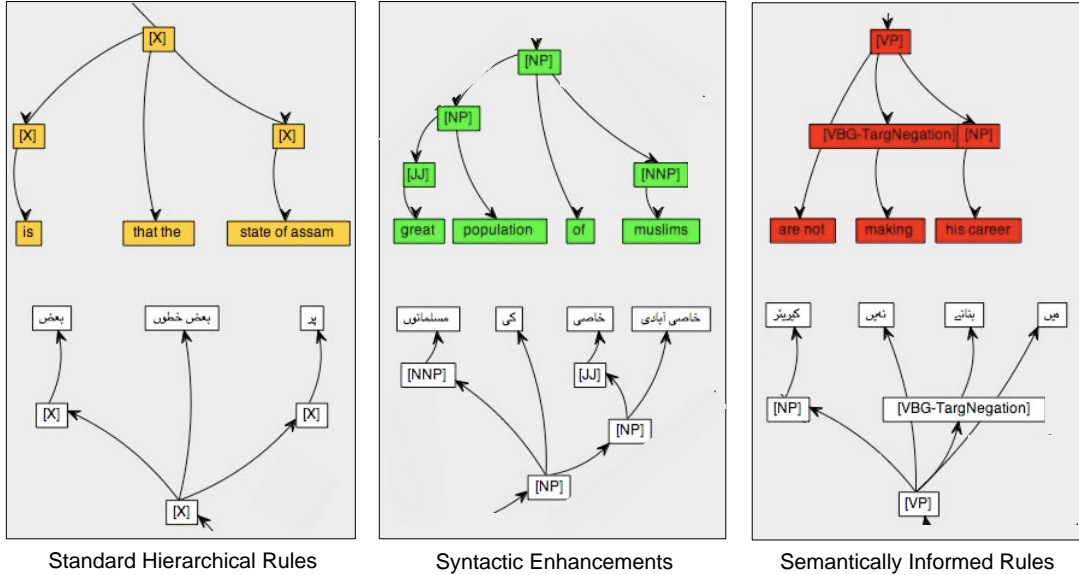 [X]
[X]
[X]
is
that the
state of assam
بعض
بعض خطوں
پر
[X]
[X]
[X]
Standard Hierarchical Rules
[NP]
[NP]
[JJ]
[NNP]
great
population
of
muslims
مسلمانوں
کی
خاصی
خاصی آبادی
[NNP]
[JJ]
[NP]
[NP]
Syntactic Enhancements
[VP]
[VBG-TargNegation]
[NP]
are not
making
his career
کیریئر
نہیں
بنانے
میں
[NP]
[VBG-TargNegation]
[VP]
Semantically Informed Rules